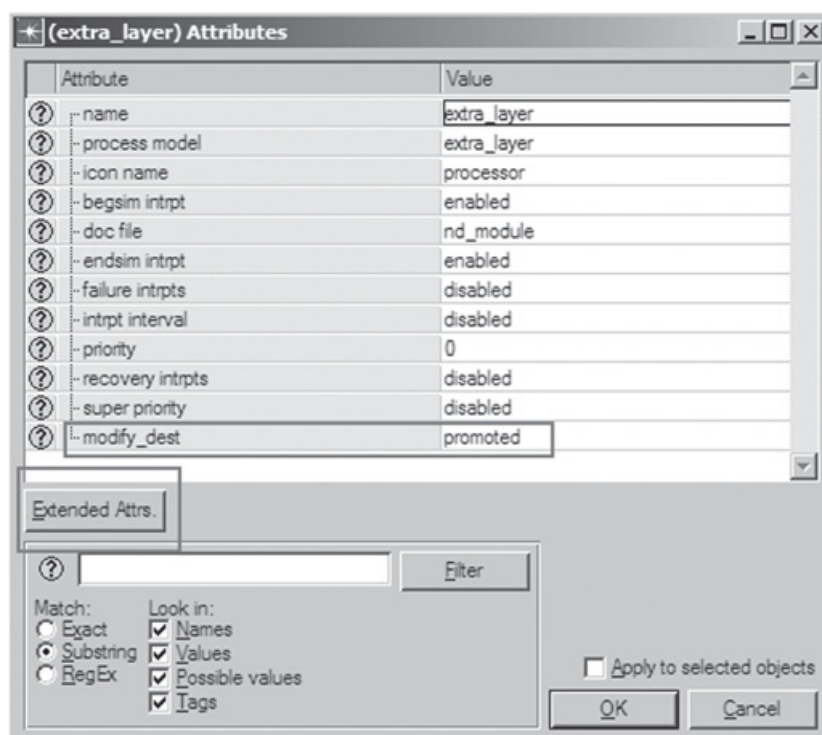 (extra_layer) Attributes
Attribute Value
name extra_layer
process model extra_layer
icon name processor
begsim intrpt enabled
doc file nd_module
endsim intrpt enabled
failure intrpts disabled
intrpt interval disabled
priority 0
recovery intrpts disabled
super priority disabled
modify_dest promoted
Extended Attrs.
Filter
Match: Look in:
Exact Names
Substring Values
RegEx Possible values
Tags
Apply to selected objects
OK Cancel